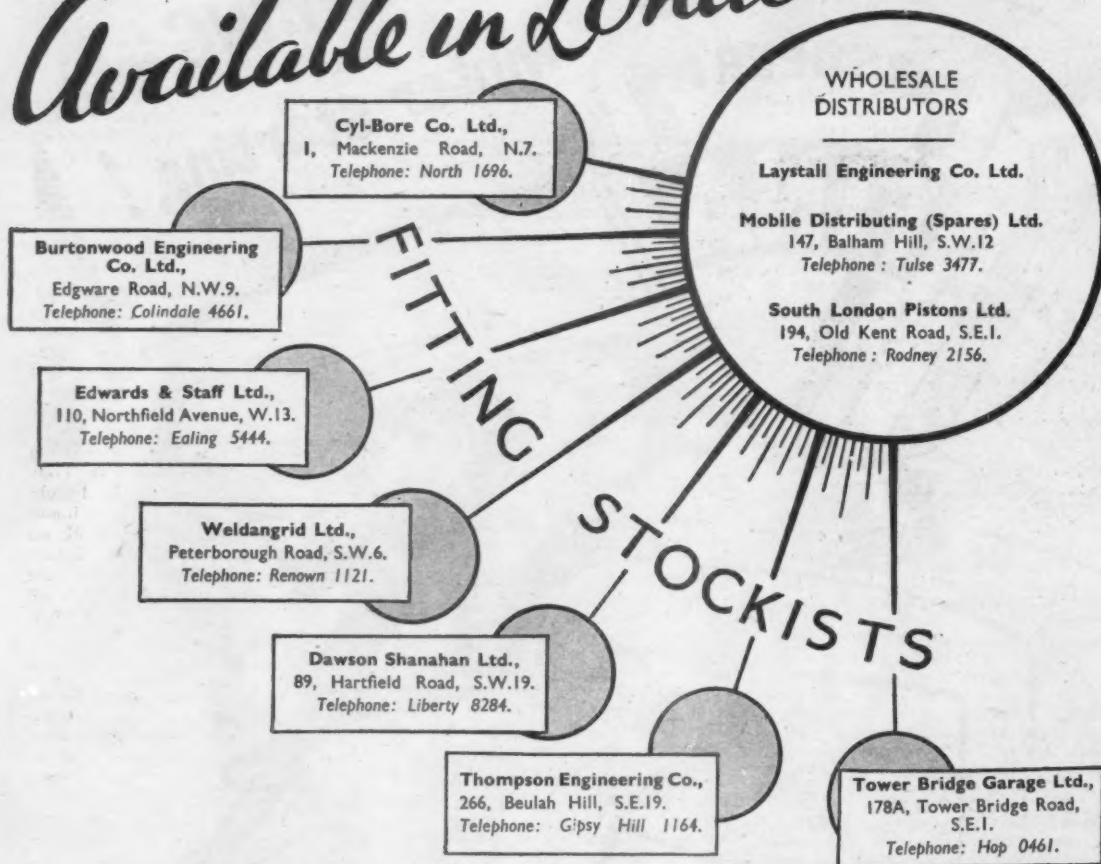 Available in
WHOLESALE
DISTRIBUTORS
Laystall Engineering Co. Ltd.
Mobile Distributing (Spares) Ltd.
147, Balham Hill, S.W.12
Telephone : Tulse 3477.
South London Pistons Ltd.
194, Old Kent Road, S.E.1.
Telephone : Rodney 2156.
Cyl-Bore Co. Ltd.,
1, Mackenzie Road, N.7.
Telephone: North 1696.
Burtonwood Engineering
Co. Ltd.,
Edgware Road, N.W.9.
Telephone: Colindale 4661.
Edwards & Staff Ltd.,
110, Northfield Avenue, W.13.
Telephone: Ealing 5444.
Weldangrid Ltd.,
Peterborough Road, S.W.6.
Telephone: Renown 1121.
Dawson Shanahan Ltd.,
89, Hartfield Road, S.W.19.
Telephone: Liberty 8284.
Thompson Engineering Co.,
266, Beulah Hill, S.E.19.
Telephone: Gipsy Hill 1164.
Tower Bridge Garage Ltd.,
178A, Tower Bridge Road,
S.E.1.
Telephone: Hop 0461.
FITTING
STOCKISTS